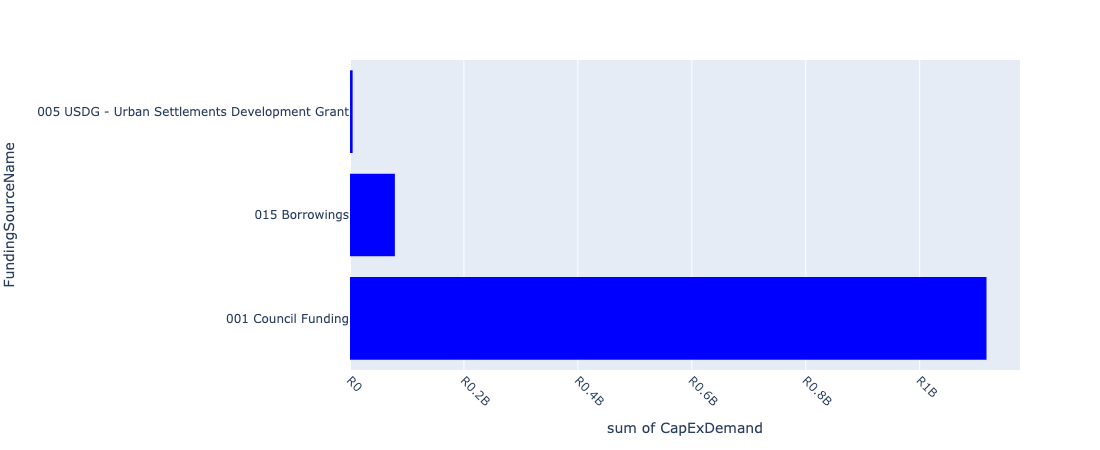 FundingSourceName
005 USDG - Urban Settlements Development Grant
015 Borrowings
001 Council Funding
R0
R0.2B
R0.4B
R0.6B
R0.8B
R1B
sum of CapExDemand